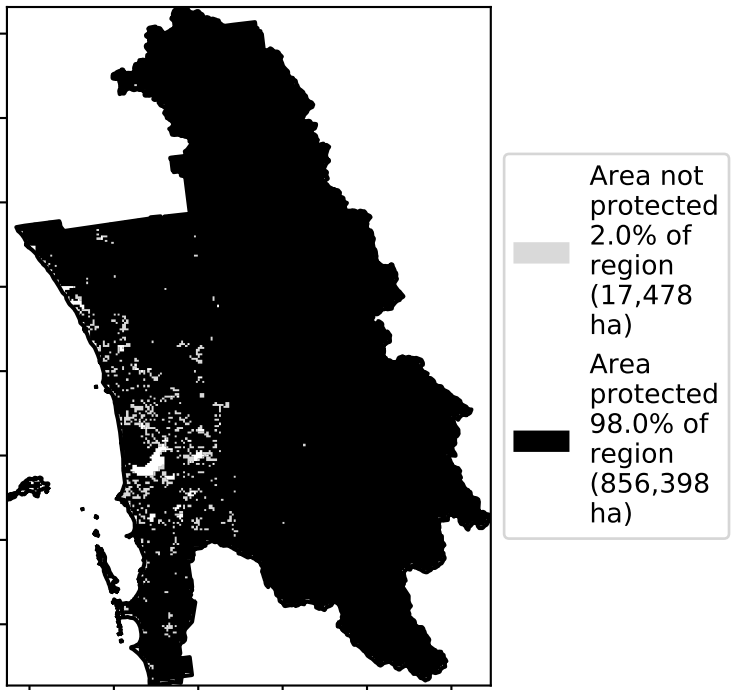 Area not
protected
2.0% of
region
(17,478
ha)
Area
protected
98.0% of
region
(856,398
ha)